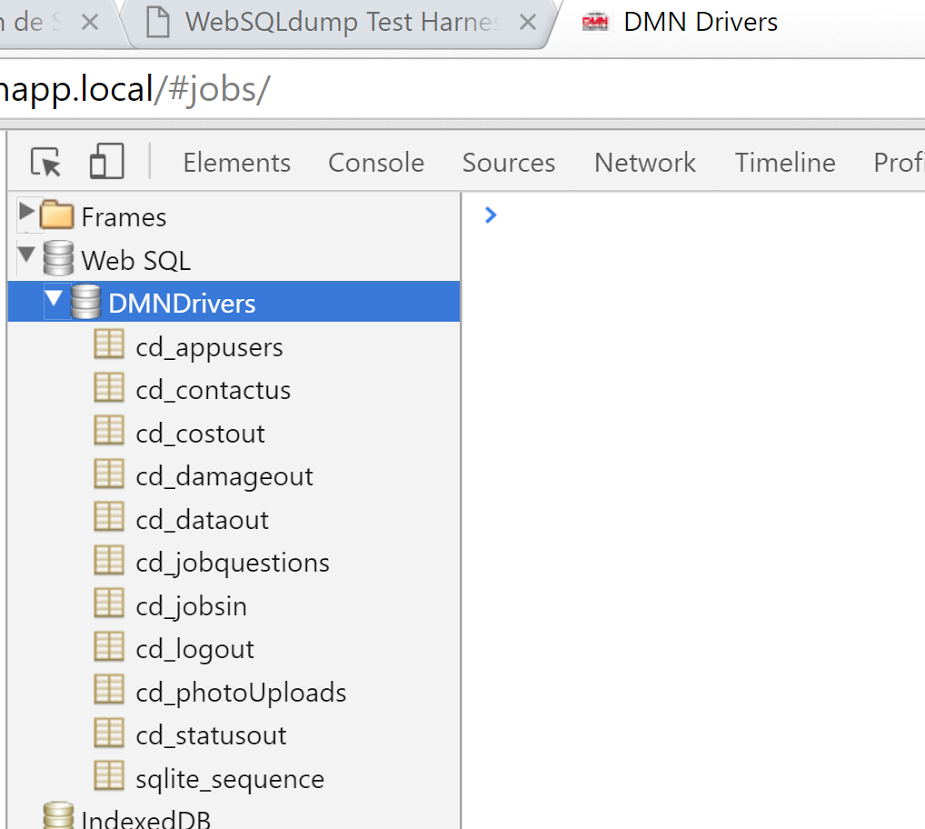 n de S WebSQLdump Test Harne DMN Drivers
napp.local/#jobs/
Elements Console Sources Network Timeline Profi
Frames
Web SQL
DMNDrivers
cd_appusers
cd_contactus
cd_costout
cd_damageout
cd_dataout
cd_jobquestions
cd_jobsin
cd_logout
cd_photoUploads
cd_statusout
sqlite_sequence
IndexedDB